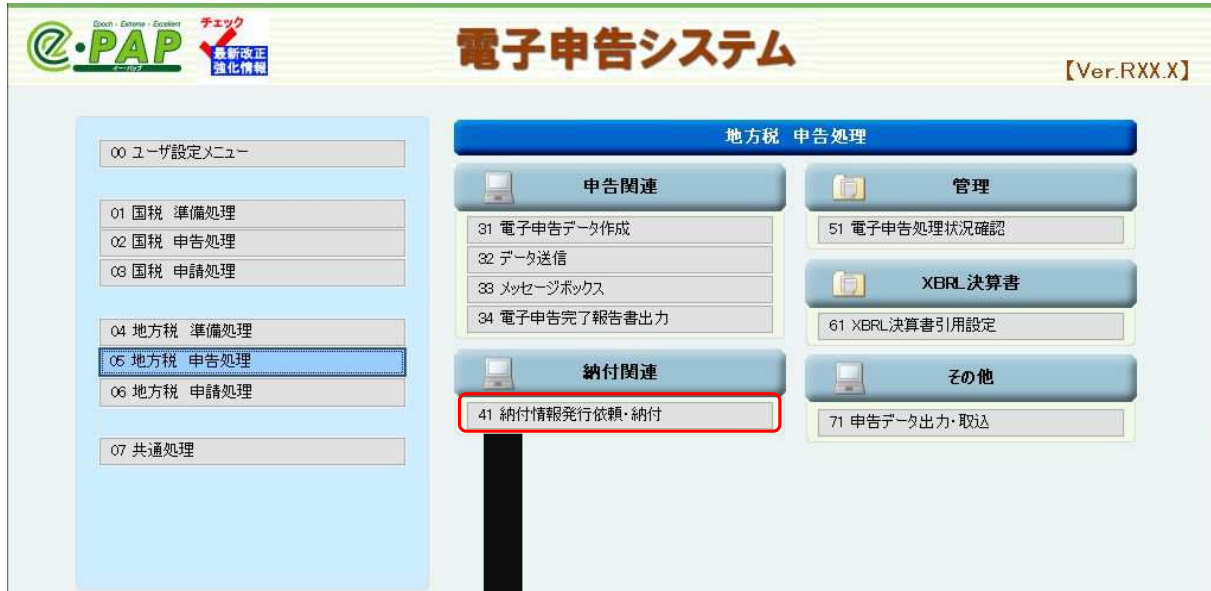 Epoch・Extreme・Excellent
e・PAP
イー・パップ
チェック
最新改正
強化情報
電子申告システム
【Ver.RXX.X】
00 ユーザ設定メニュー
01 国税 準備処理
02 国税 申告処理
03 国税 申請処理
04 地方税 準備処理
05 地方税 申告処理
06 地方税 申請処理
07 共通処理
地方税 申告処理
申告関連
31 電子申告データ作成
32 データ送信
33 メッセージボックス
34 電子申告完了報告書出力
納付関連
41 納付情報発行依頼・納付
管理
51 電子申告処理状況確認
XBRL決算書
61 XBRL決算書引用設定
その他
71 申告データ出力・取込